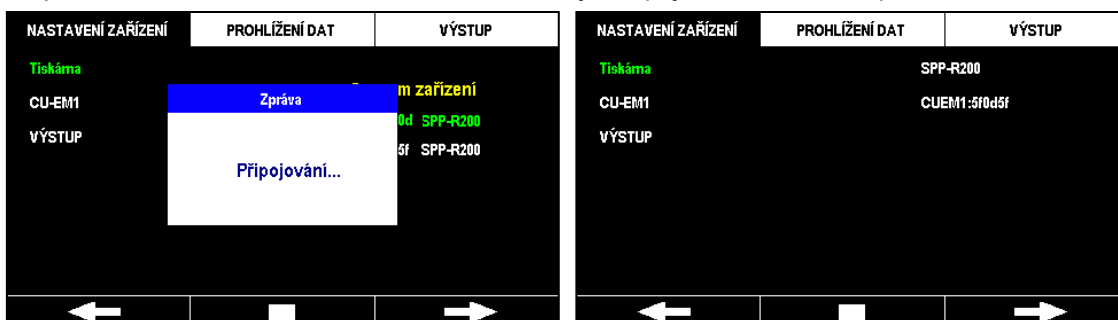 NASTAVENÍ ZAŘÍZENÍ PROHLÍŽENÍ DAT VÝSTUP
Tiskárna
m zařízení
CU-EM1 Zpráva
0d SPP-R200
VÝSTUP 5f SPP-R200
Připojování...
NASTAVENÍ ZAŘÍZENÍ PROHLÍŽENÍ DAT VÝSTUP
Tiskárna SPP-R200
CU-EM1 CUEM1:5f0d5f
VÝSTUP